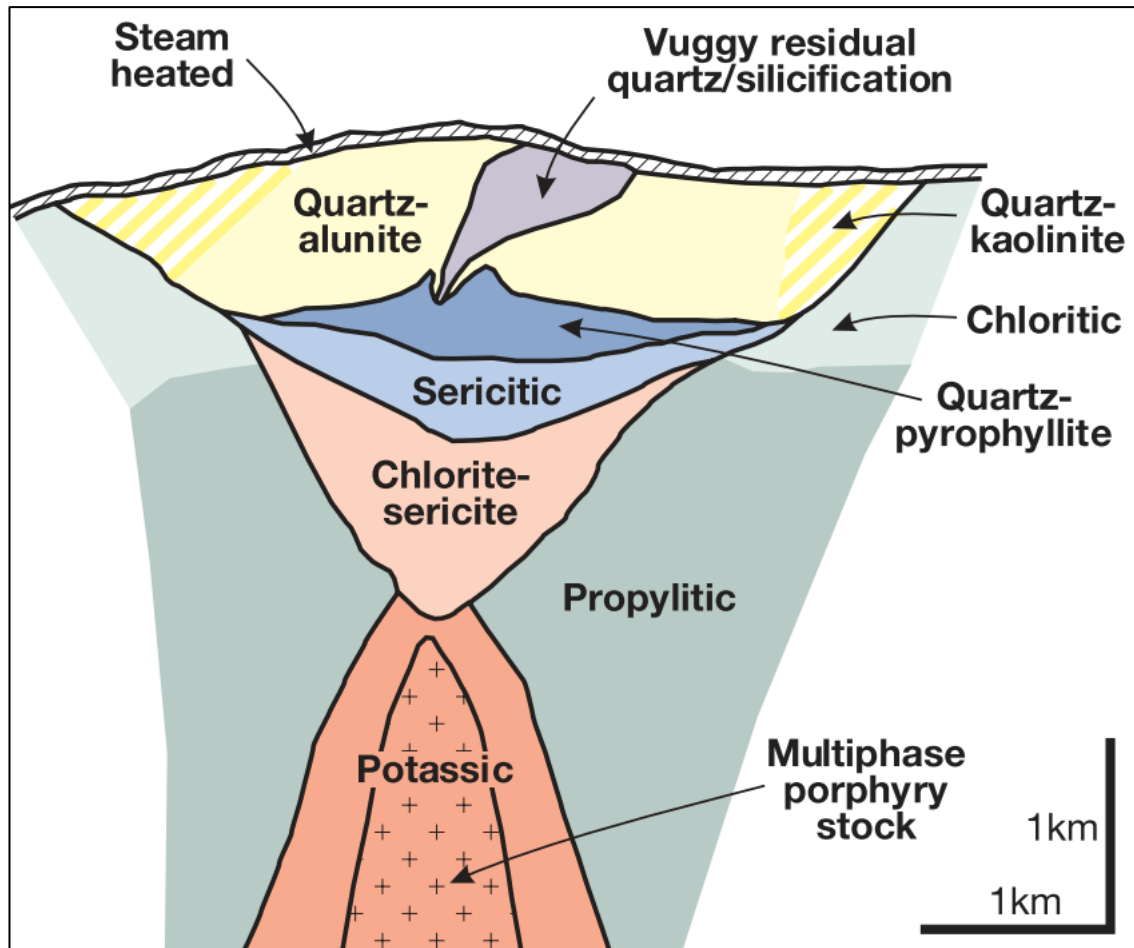 Steam
heated
Vuggy residual
quartz/silicification
Quartz-
alunite
Quartz-
kaolinite
Chloritic
Sericitic
Quartz-
pyrophyllite
Chlorite-
sericite
Propylitic
Potassic
Multiphase
porphyry
stock
1km
1km